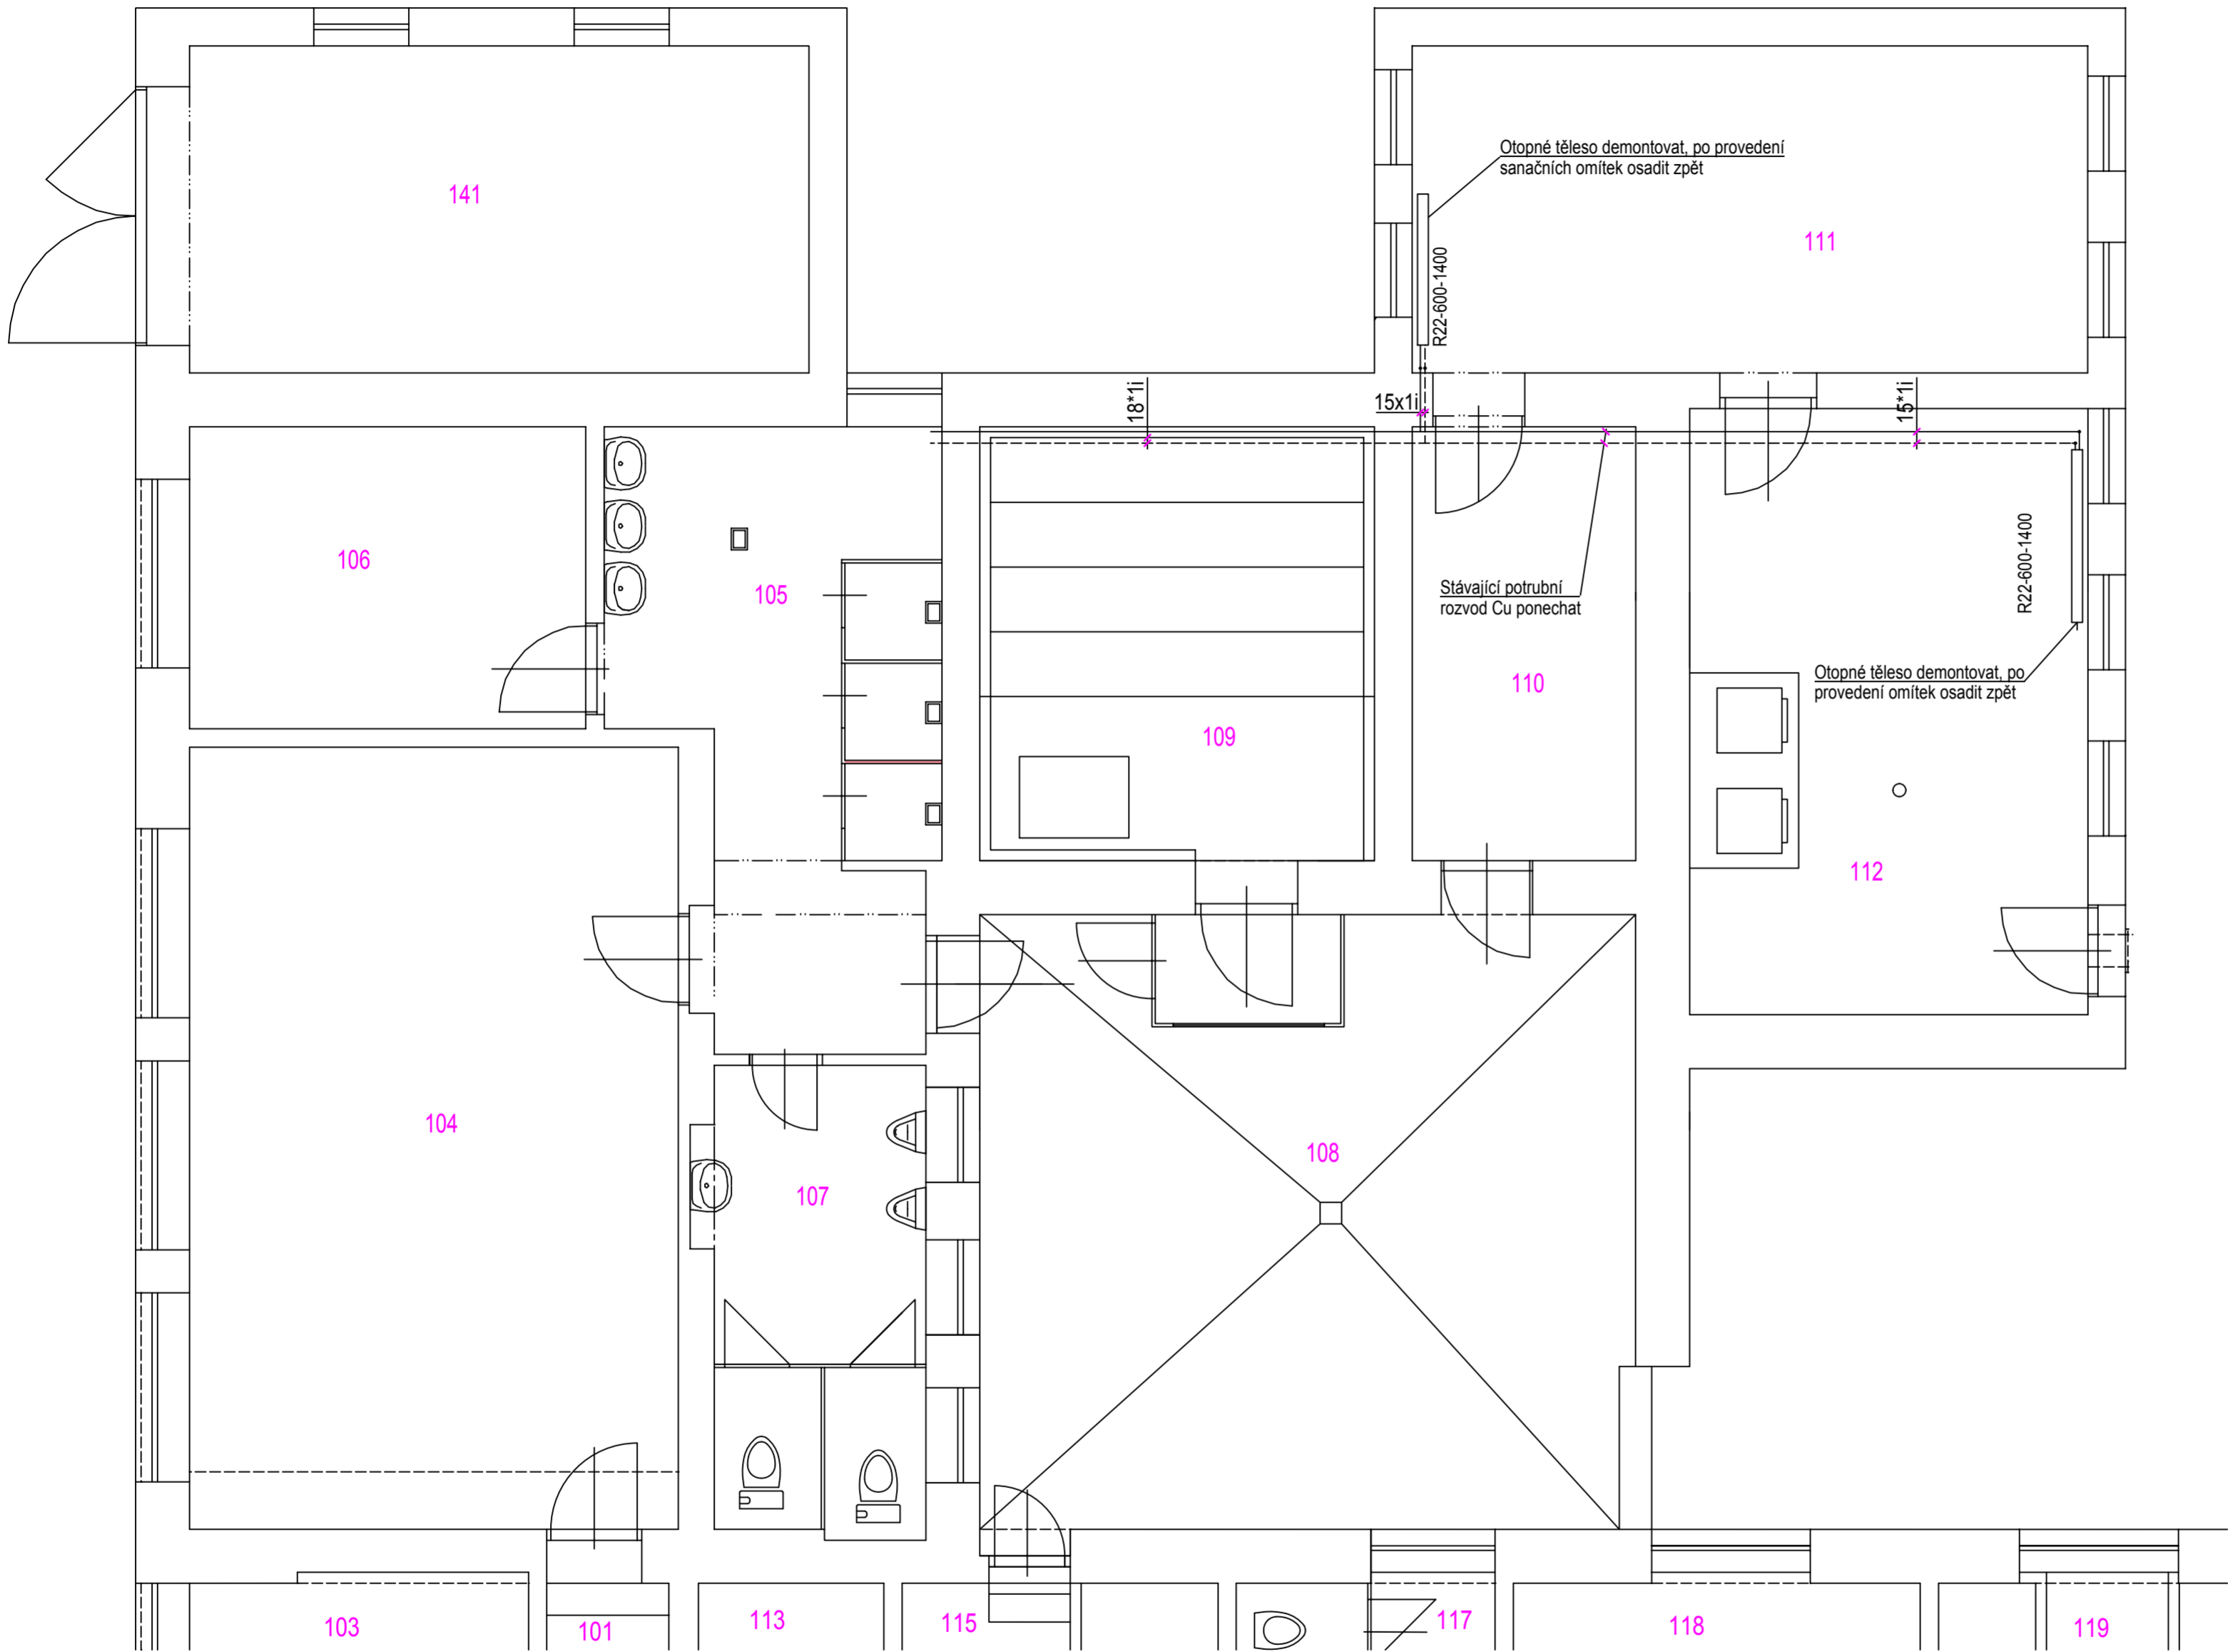 Otopné těleso demontovat, po provedení
sanačních omítek osadit zpět
141
111
R22-600-1400
18*1i
15x1i
15*1i
106
105
R22-600-1400
Stávající potrubní
rozvod Cu ponechat
Otopné těleso demontovat, po
provedení omítek osadit zpět
110
109
112
104
108
107
103
101
113
115
117
118
119